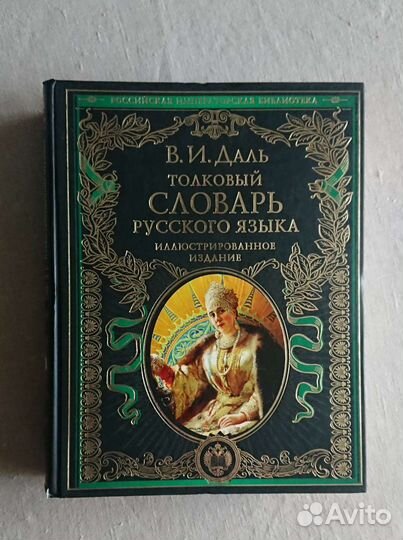 РОССИЙСКАЯ ИМПЕРАТОРСКАЯ БИБЛИОТЕКА
В. И. ДАЛЬ
ТОЛКОВЫЙ
СЛОВАРЬ
РУССКОГО ЯЗЫКА
ИЛЛЮСТРИРОВАННОЕ
ИЗДАНИЕ
Avito